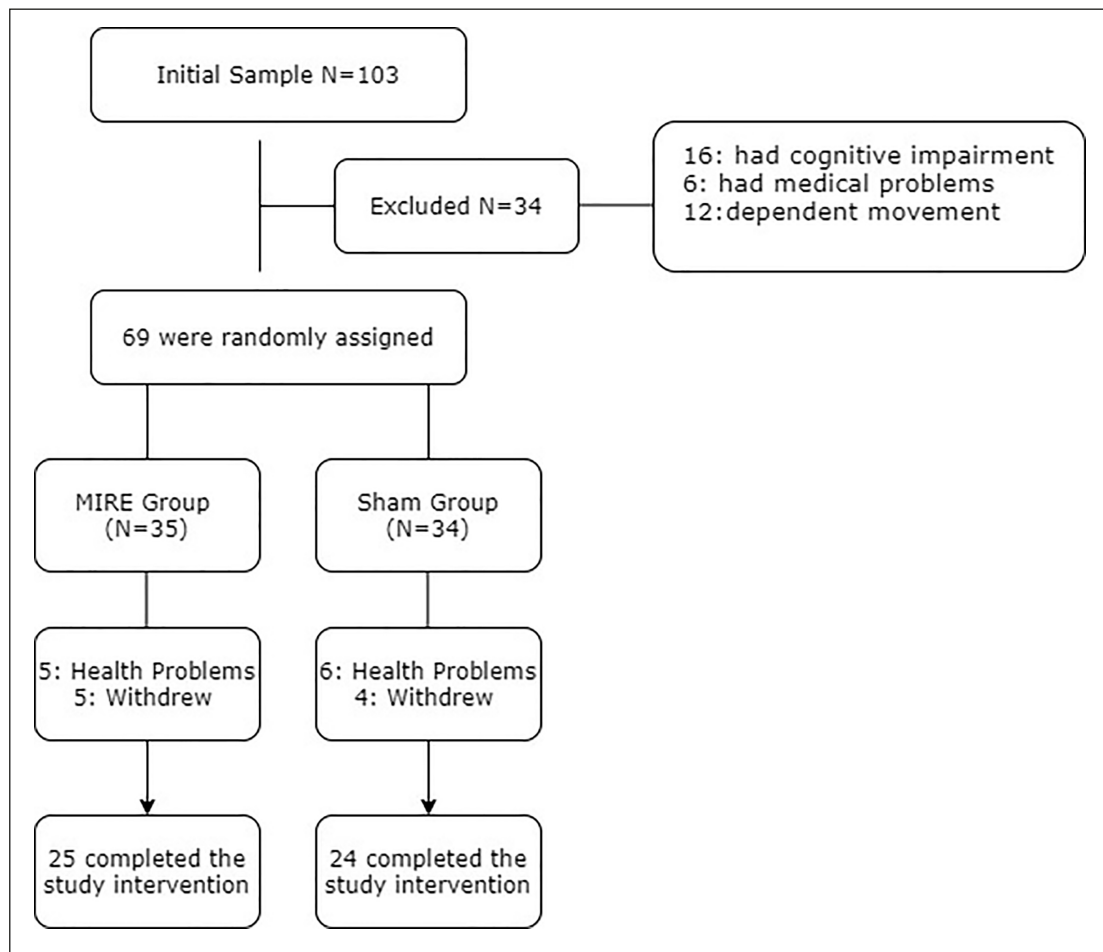 Initial Sample N=103
Excluded N=34
16: had cognitive impairment
6: had medical problems
12:dependent movement
69 were randomly assigned
MIRE Group
(N=35)
Sham Group
(N=34)
5: Health Problems
5: Withdrew
6: Health Problems
4: Withdrew
25 completed the
study intervention
24 completed the
study intervention